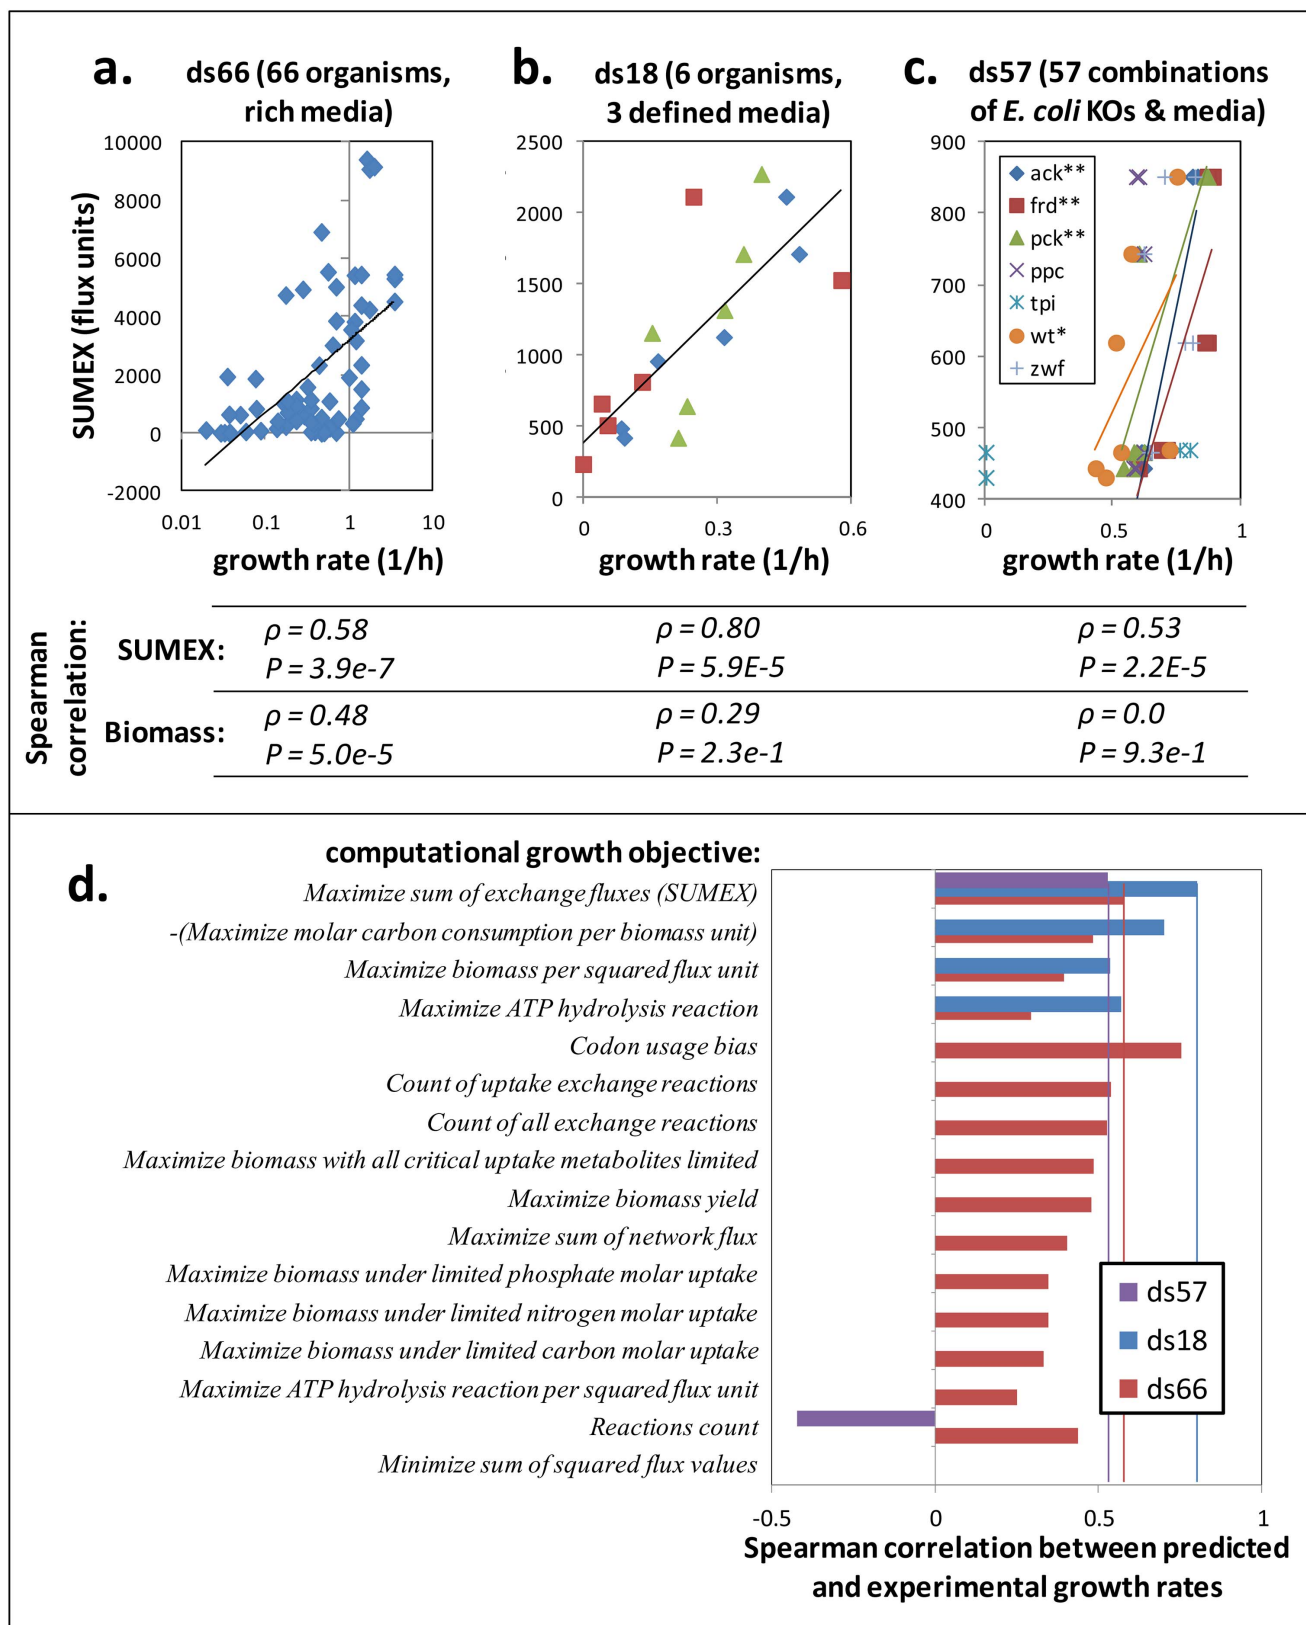 a.
ds66 (66 organisms,
rich media)
b.
ds18 (6 organisms,
3 defined media)
c.
ds57 (57 combinations
of E. coli KOs & media)
SUMEX (flux units)
10000
8000
6000
4000
2000
0
-2000
0.01
0.1
1
10
growth rate (1/h)
2500
2000
1500
1000
500
0
0
0.3
0.6
growth rate (1/h)
900
800
700
600
500
400
ack**
frd**
pck**
ppc
tpi
wt*
zwf
0
0.5
1
growth rate (1/h)
Spearman
correlation:
SUMEX:
ρ = 0.58
P = 3.9e-7
ρ = 0.80
P = 5.9E-5
ρ = 0.53
P = 2.2E-5
Biomass:
ρ = 0.48
P = 5.0e-5
ρ = 0.29
P = 2.3e-1
ρ = 0.0
P = 9.3e-1
d.
computational growth objective:
Maximize sum of exchange fluxes (SUMEX)
-(Maximize molar carbon consumption per biomass unit)
Maximize biomass per squared flux unit
Maximize ATP hydrolysis reaction
Codon usage bias
Count of uptake exchange reactions
Count of all exchange reactions
Maximize biomass with all critical uptake metabolites limited
Maximize biomass yield
Maximize sum of network flux
Maximize biomass under limited phosphate molar uptake
Maximize biomass under limited nitrogen molar uptake
Maximize biomass under limited carbon molar uptake
Maximize ATP hydrolysis reaction per squared flux unit
Reactions count
Minimize sum of squared flux values
ds57
ds18
ds66
-0.5
0
0.5
1
Spearman correlation between predicted
and experimental growth rates